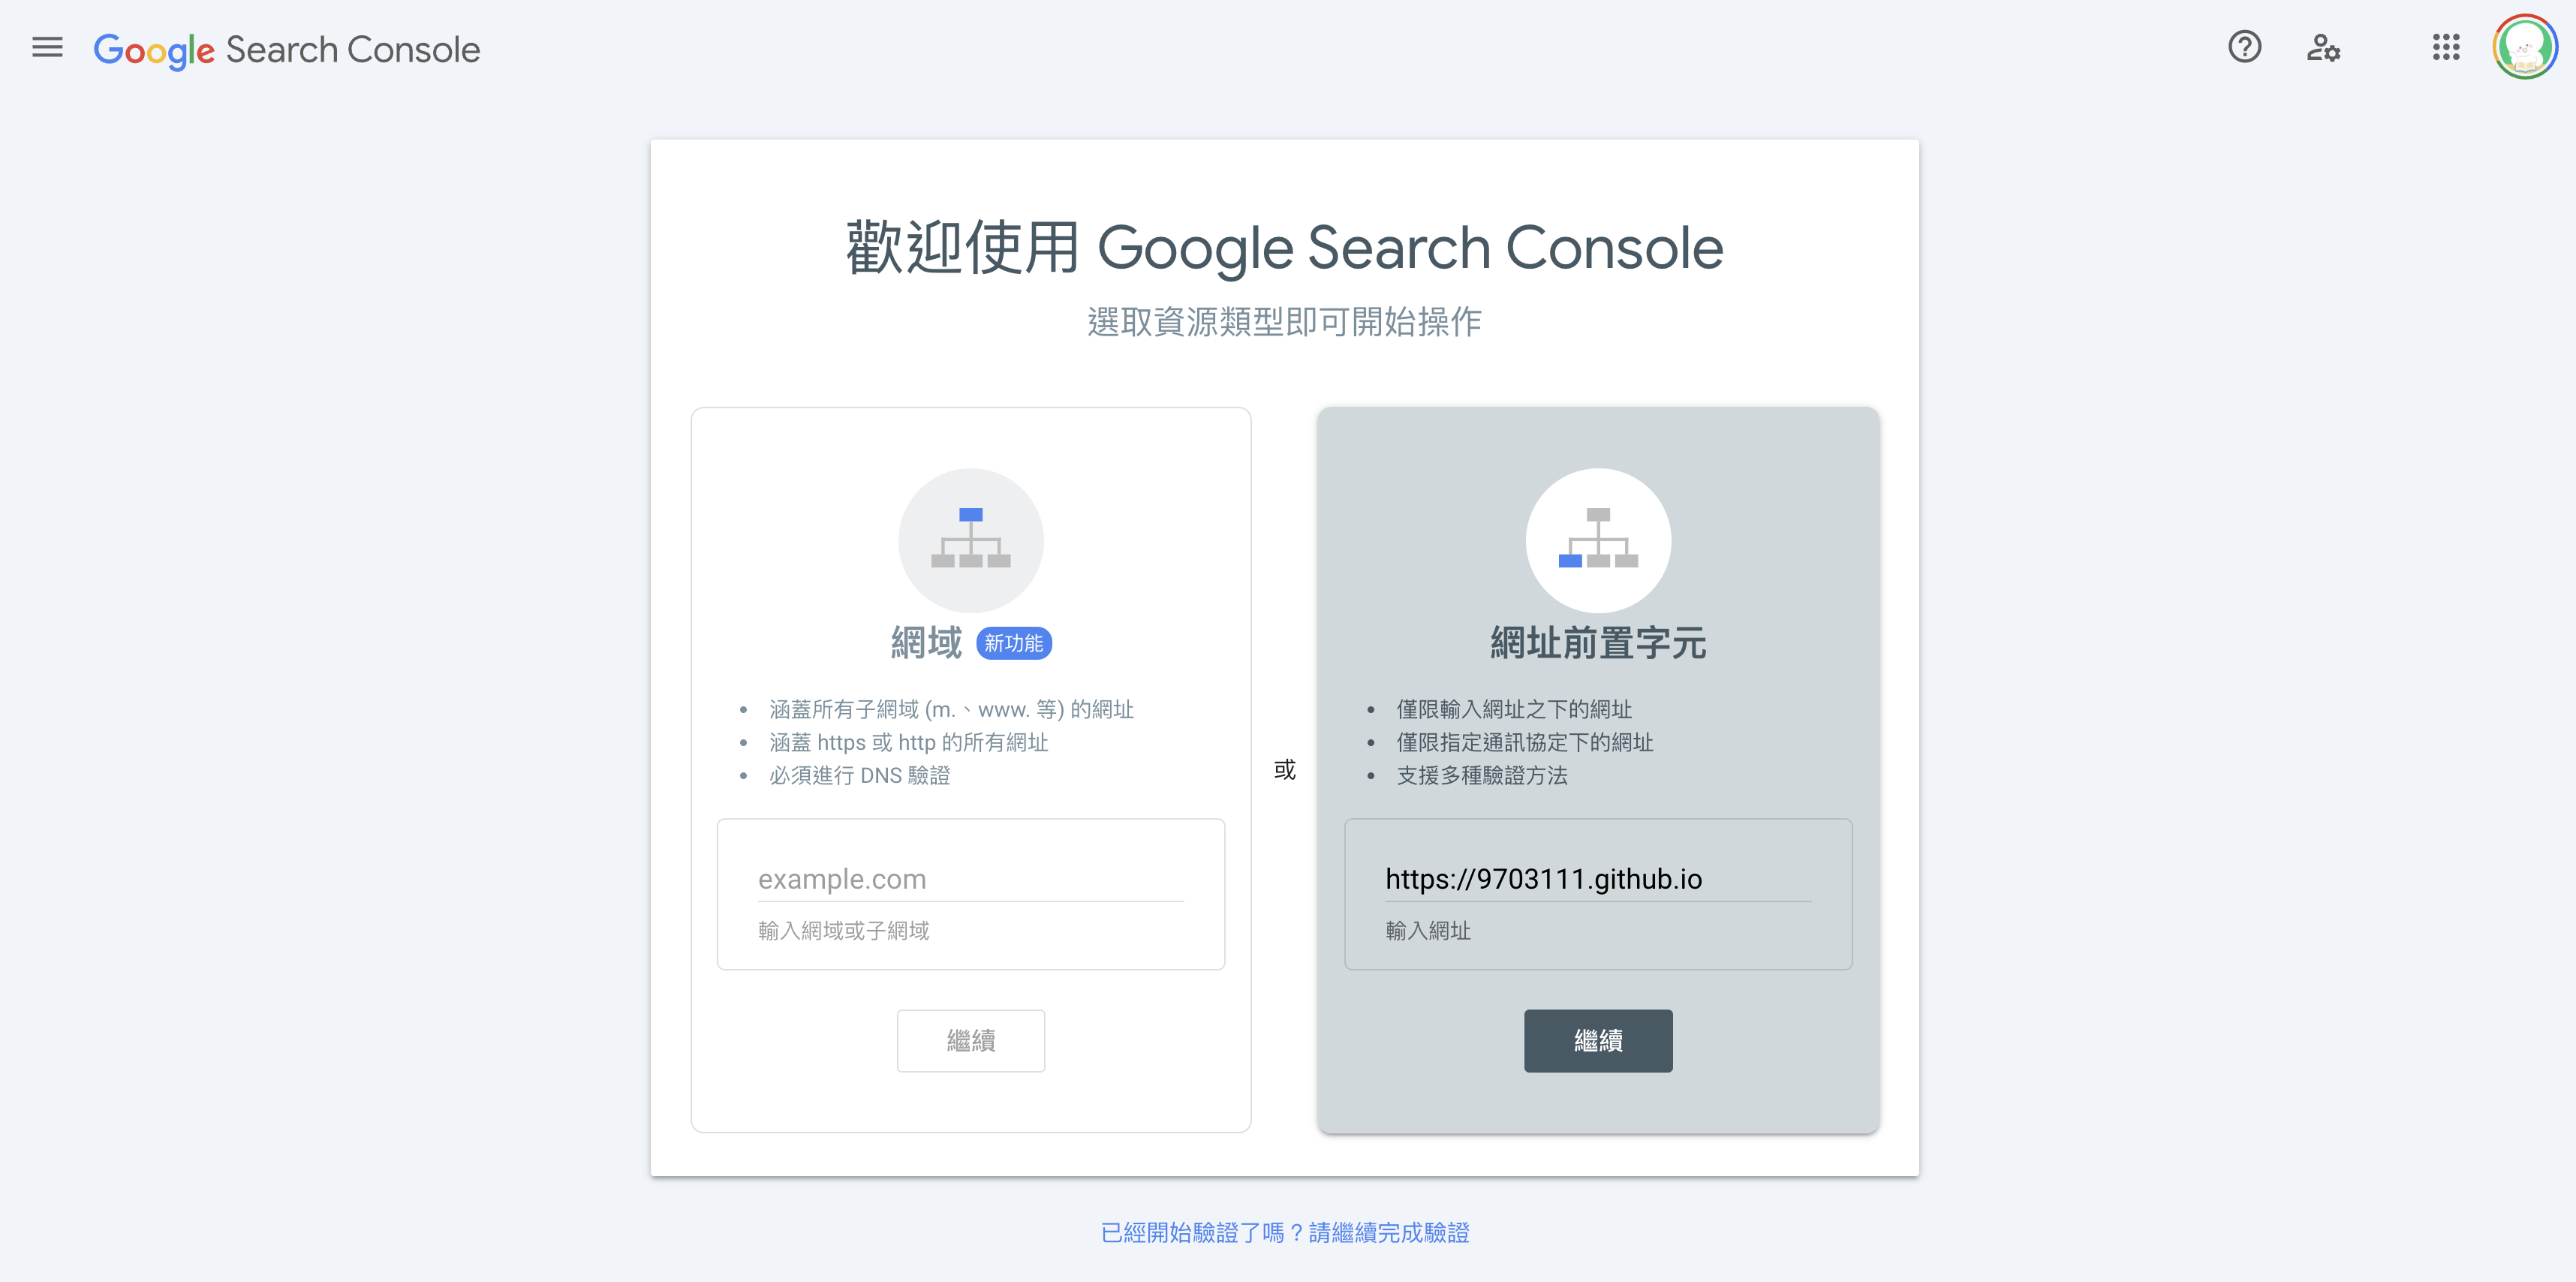 Google Search Console
歡迎使用 Google Search Console
選取資源類型即可開始操作
網域 新功能
涵蓋所有子網域 (m.、www. 等) 的網址
涵蓋 https 或 http 的所有網址
必須進行 DNS 驗證
example.com
輸入網域或子網域
繼續
或
網址前置字元
僅限輸入網址之下的網址
僅限指定通訊協定下的網址
支援多種驗證方法
https://9703111.github.io
輸入網址
繼續
已經開始驗證了嗎？請繼續完成驗證